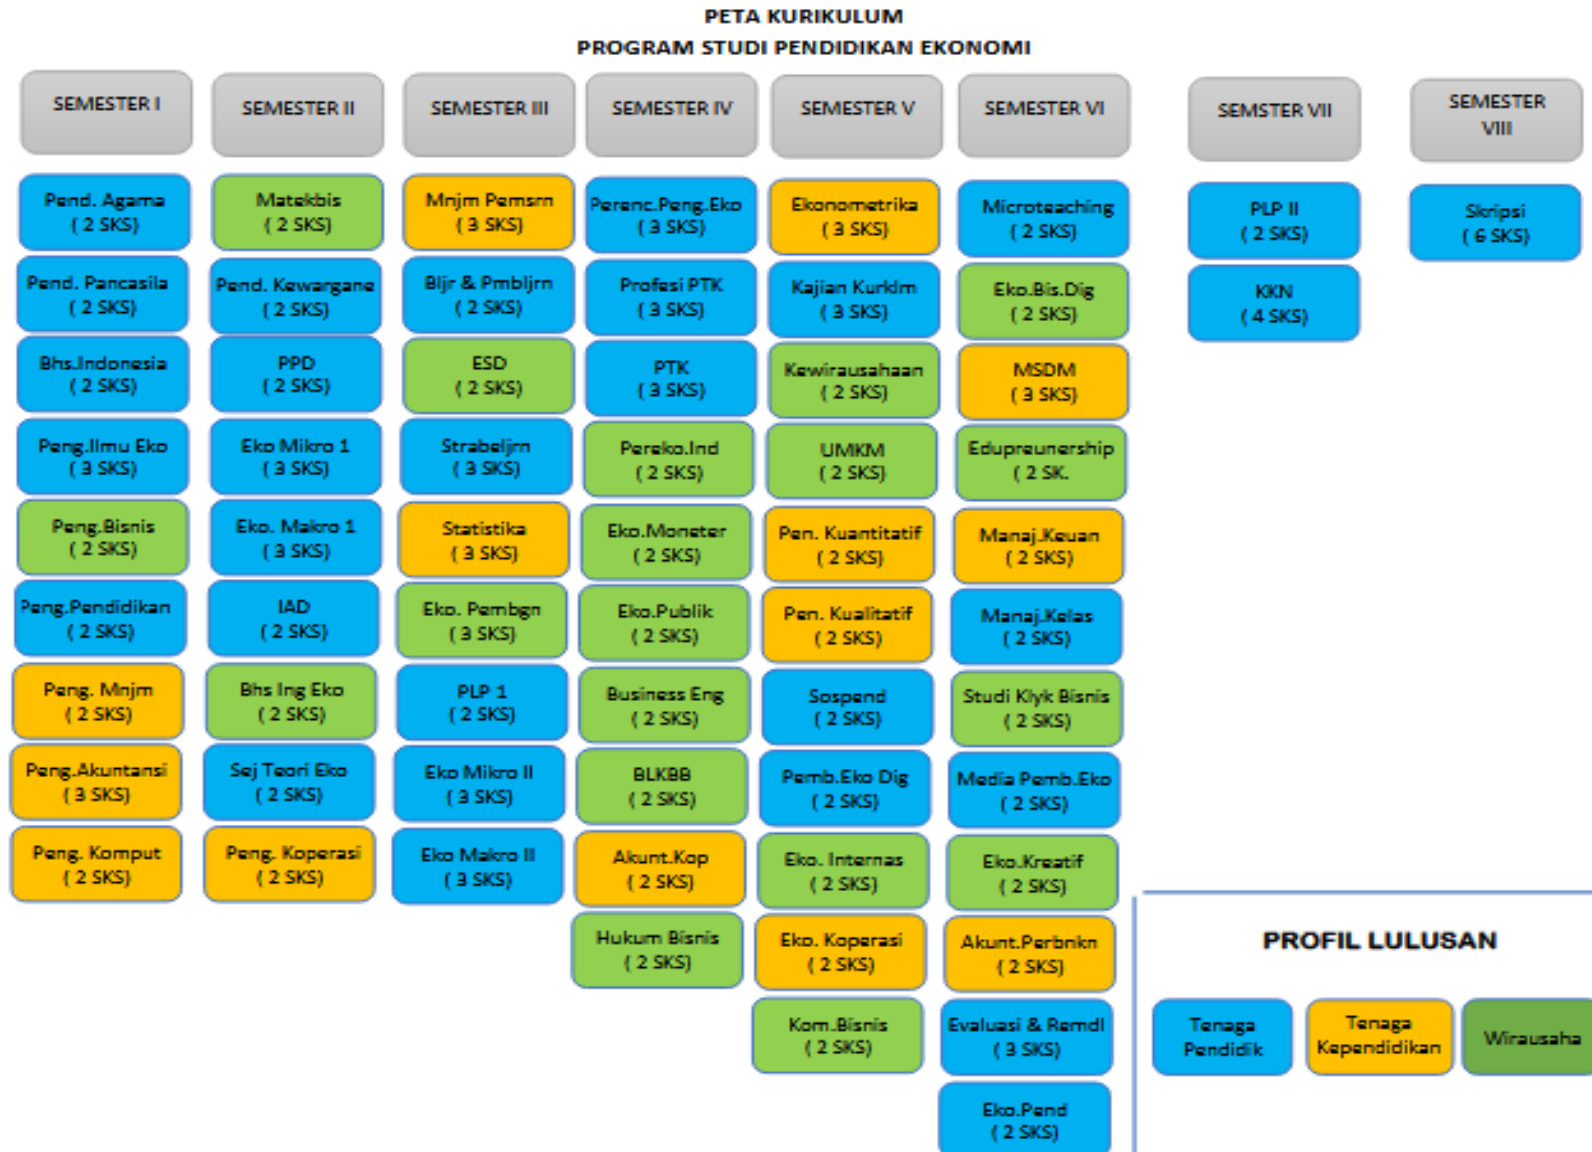 PETA KURIKULUM
PROGRAM STUDI PENDIDIKAN EKONOMI
SEMESTER I
Pend. Agama
( 2 SKS)
Pend. Pancasila
( 2 SKS)
Bhs.Indonesia
( 2 SKS)
Peng.Ilmu Eko
( 3 SKS)
Peng.Bisnis
( 2 SKS)
Peng.Pendidikan
( 2 SKS)
Peng. Mnjm
( 2 SKS)
Peng.Akuntansi
( 3 SKS)
Peng. Komput
( 2 SKS)
SEMESTER II
Matekbis
( 2 SKS)
Pend. Kewargane
( 2 SKS)
PPD
( 2 SKS)
Eko Mikro 1
( 3 SKS)
Eko. Makro 1
( 3 SKS)
IAD
( 2 SKS)
Bhs Ing Eko
( 2 SKS)
Sej Teori Eko
( 2 SKS)
Peng. Koperasi
( 2 SKS)
SEMESTER III
Mnjm Pemsrn
( 3 SKS)
Bljr & Pmbljrn
( 2 SKS)
ESD
( 2 SKS)
Strabeljrn
( 3 SKS)
Statistika
( 3 SKS)
Eko. Pembgn
( 3 SKS)
PLP 1
( 2 SKS)
Eko Mikro II
( 3 SKS)
Eko Makro II
( 3 SKS)
SEMESTER IV
Perenc.Peng.Eko
( 3 SKS)
Profesi PTK
( 3 SKS)
PTK
( 3 SKS)
Pereko.Ind
( 2 SKS)
Eko.Moneter
( 2 SKS)
Eko.Publik
( 2 SKS)
Business Eng
( 2 SKS)
BLKBB
( 2 SKS)
Akunt.Kop
( 2 SKS)
Hukum Bisnis
( 2 SKS)
SEMESTER V
Ekonometrika
( 3 SKS)
Kajian Kurklm
( 3 SKS)
Kewirausahaan
( 2 SKS)
UMKM
( 2 SKS)
Pen. Kuantitatif
( 2 SKS)
Pen. Kualitatif
( 2 SKS)
Sospend
( 2 SKS)
Pemb.Eko Dig
( 2 SKS)
Eko. Internas
( 2 SKS)
Eko. Koperasi
( 2 SKS)
Kom.Bisnis
( 2 SKS)
SEMESTER VI
Microteaching
( 2 SKS)
Eko.Bis.Dig
( 2 SKS)
MSDM
( 3 SKS)
Edupreunership
( 2 SK.
Manaj.Keuan
( 2 SKS)
Manaj.Kelas
( 2 SKS)
Studi Klyk Bisnis
( 2 SKS)
Media Pemb.Eko
( 2 SKS)
Eko.Kreatif
( 2 SKS)
Akunt.Perbnkn
( 2 SKS)
Evaluasi & Remdl
( 3 SKS)
Eko.Pend
( 2 SKS)
SEMSTER VII
PLP II
( 2 SKS)
KKN
( 4 SKS)
SEMESTER
VIII
Skripsi
( 6 SKS)
PROFIL LULUSAN
Tenaga
Pendidik
Tenaga
Kependidikan
Wirausaha